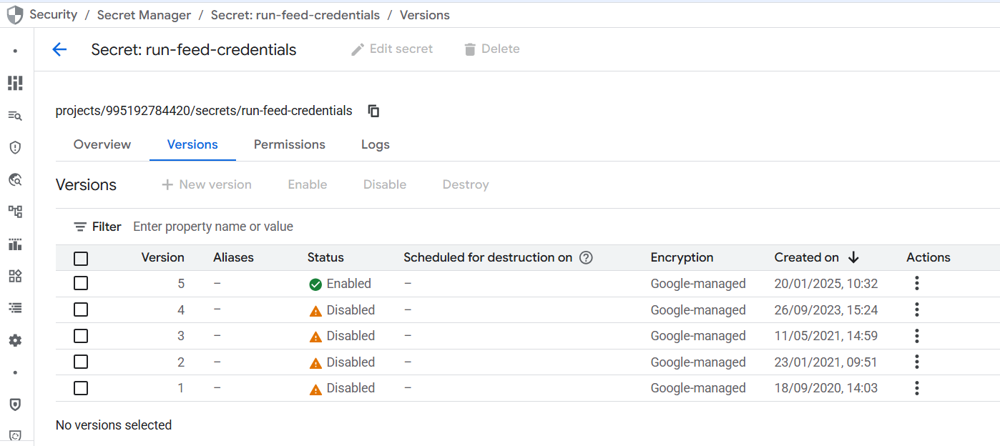 Security / Secret Manager / Secret: run-feed-credentials / Versions
Secret: run-feed-credentials Edit secret Delete
projects/995192784420/secrets/run-feed-credentials
Overview Versions Permissions Logs
Versions + New version Enable Disable Destroy
Filter Enter property name or value
Version Aliases Status Scheduled for destruction on Encryption Created on Actions
5 – Enabled – Google-managed 20/01/2025, 10:32
4 – Disabled – Google-managed 26/09/2023, 15:24
3 – Disabled – Google-managed 11/05/2021, 14:59
2 – Disabled – Google-managed 23/01/2021, 09:51
1 – Disabled – Google-managed 18/09/2020, 14:03
No versions selected